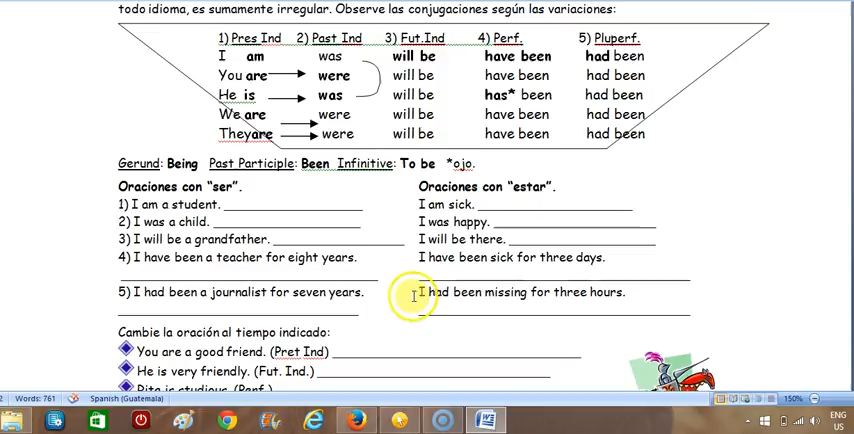 todo idioma, es sumamente irregular. Observe las conjugaciones según las variaciones:
1) Pres Ind 2) Past Ind 3) Fut.Ind 4) Perf. 5) Pluperf.
I am was will be have been had been
You are were will be have been had been
He is was will be has* been had been
We are were will be have been had been
Theyare were will be have been had been
Gerund: Being Past Participle: Been Infinitive: To be *ojo.
Oraciones con "ser". Oraciones con "estar".
1) I am a student. I am sick.
2) I was a child. I was happy.
3) I will be a grandfather. I will be there.
4) I have been a teacher for eight years. I have been sick for three days.
5) I had been a journalist for seven years. I had been missing for three hours.
Cambie la oración al tiempo indicado:
You are a good friend. (Pret Ind)
He is very friendly. (Fut. Ind.)
Rita is studious. (Perf.)
2 Words: 761 Spanish (Guatemala) 150%
ENG
US